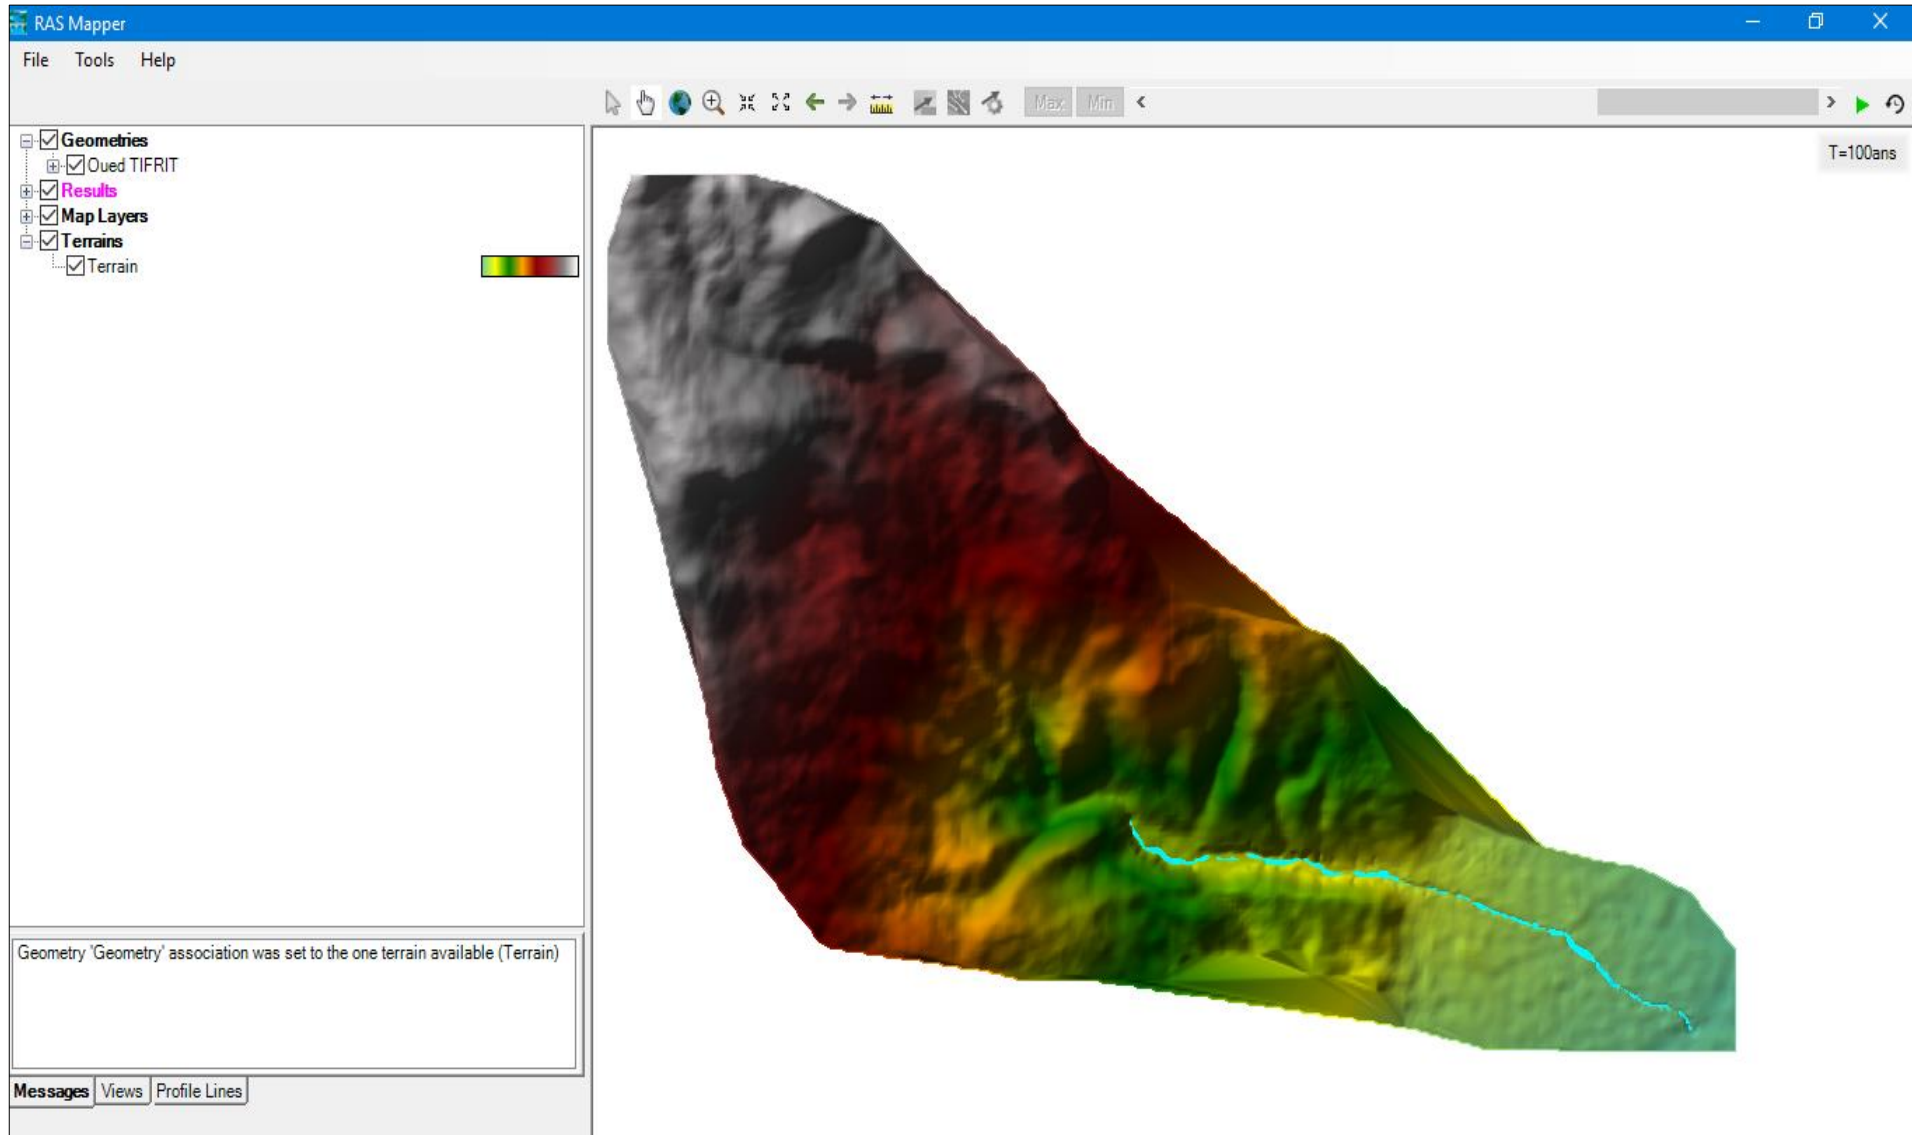 RAS Mapper
File Tools Help
Max Min
T=100ans
Geometries
Oued TIFRIT
Results
Map Layers
Terrains
Terrain
Geometry 'Geometry' association was set to the one terrain available (Terrain)
Messages Views Profile Lines